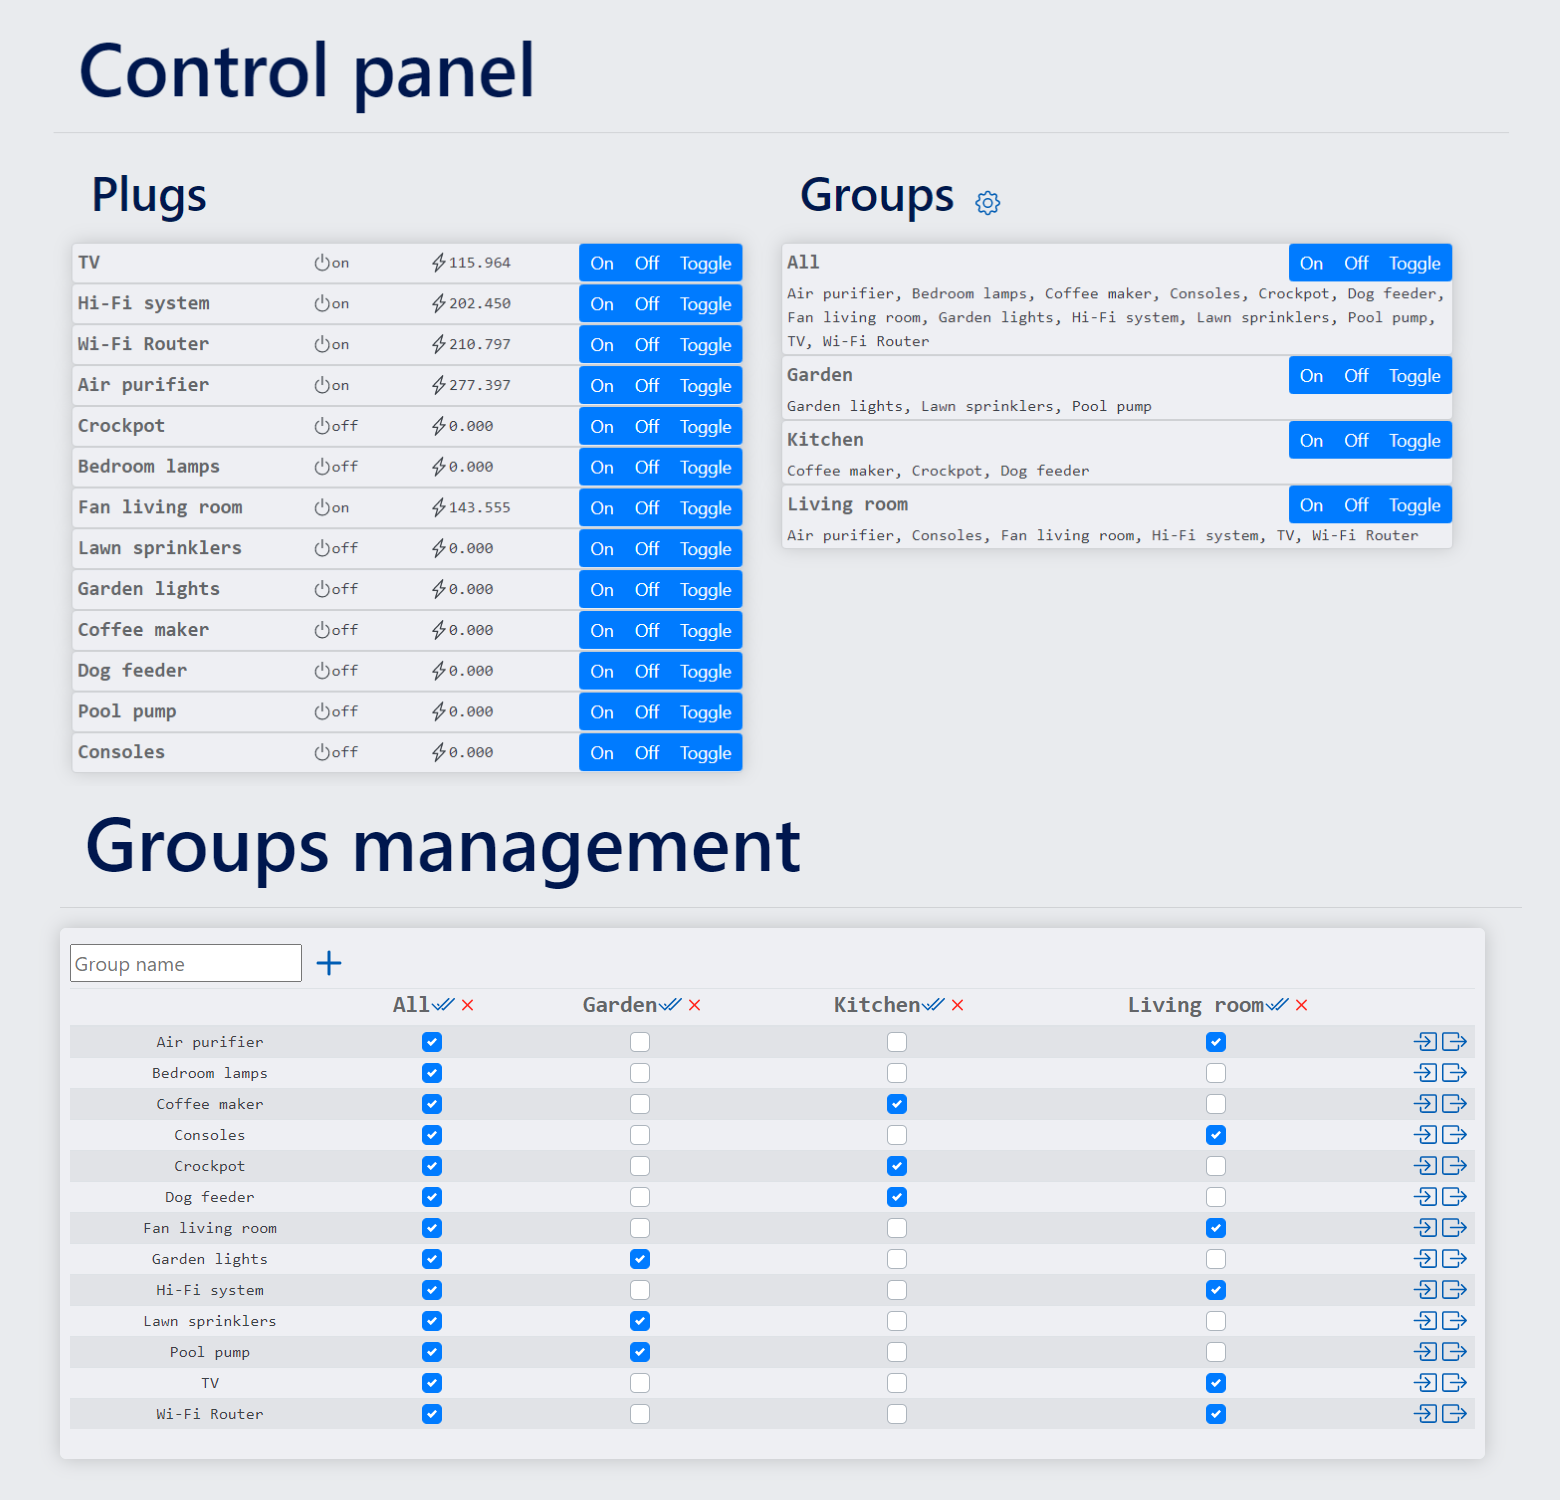 Control panel
Plugs
TV on 115.964 On Off Toggle
Hi-Fi system on 202.450 On Off Toggle
Wi-Fi Router on 210.797 On Off Toggle
Air purifier on 277.397 On Off Toggle
Crockpot off 0.000 On Off Toggle
Bedroom lamps off 0.000 On Off Toggle
Fan living room on 143.555 On Off Toggle
Lawn sprinklers off 0.000 On Off Toggle
Garden lights off 0.000 On Off Toggle
Coffee maker off 0.000 On Off Toggle
Dog feeder off 0.000 On Off Toggle
Pool pump off 0.000 On Off Toggle
Consoles off 0.000 On Off Toggle
Groups
All On Off Toggle
Air purifier, Bedroom lamps, Coffee maker, Consoles, Crockpot, Dog feeder,
Fan living room, Garden lights, Hi-Fi system, Lawn sprinklers, Pool pump,
TV, Wi-Fi Router
Garden On Off Toggle
Garden lights, Lawn sprinklers, Pool pump
Kitchen On Off Toggle
Coffee maker, Crockpot, Dog feeder
Living room On Off Toggle
Air purifier, Consoles, Fan living room, Hi-Fi system, TV, Wi-Fi Router
Groups management
Group name
All Garden Kitchen Living room
Air purifier
Bedroom lamps
Coffee maker
Consoles
Crockpot
Dog feeder
Fan living room
Garden lights
Hi-Fi system
Lawn sprinklers
Pool pump
TV
Wi-Fi Router